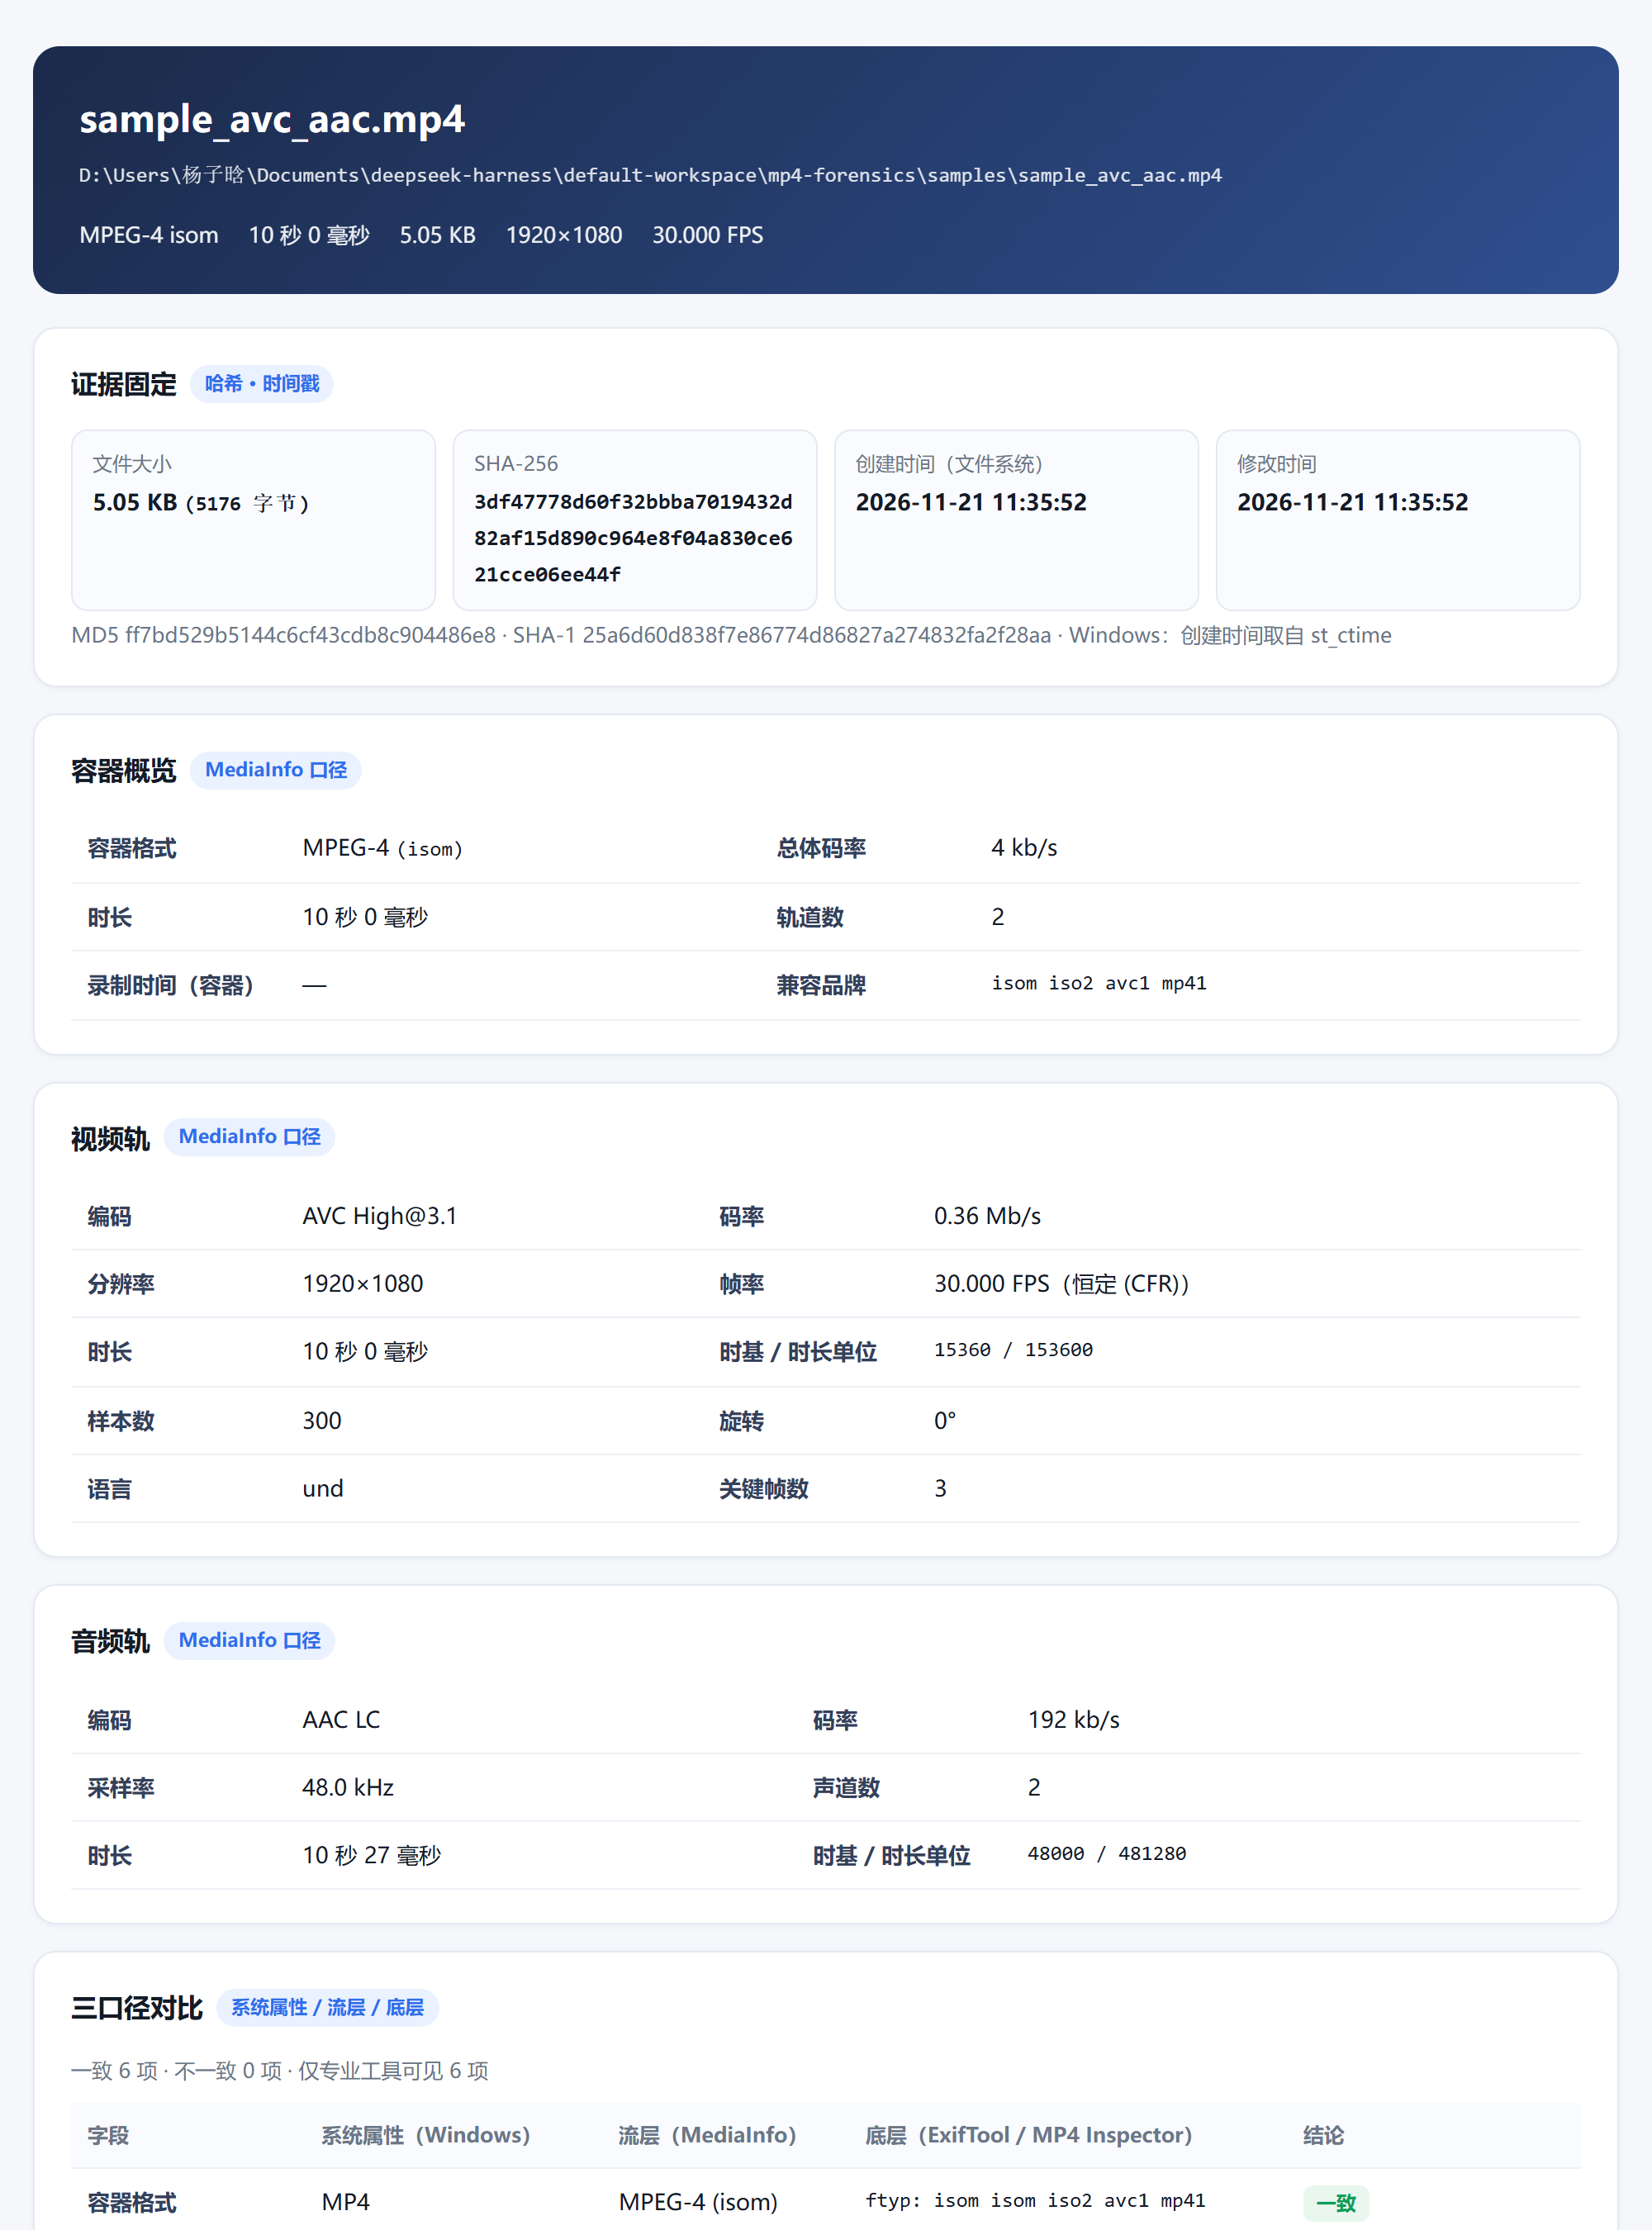 sample_avc_aac.mp4
D:\Users\杨子晗\Documents\deepseek-harness\default-workspace\mp4-forensics\samples\sample_avc_aac.mp4
MPEG-4 isom 10 秒 0 毫秒 5.05 KB 1920×1080 30.000 FPS
证据固定 哈希 · 时间戳
文件大小 SHA-256 创建时间（文件系统） 修改时间
5.05 KB (5176 字节) 3df47778d60f32bbba7019432d 2026-11-21 11:35:52 2026-11-21 11:35:52
82af15d890c964e8f04a830ce6
21cce06ee44f
MD5 ff7bd529b5144c6cf43cdb8c904486e8 · SHA-1 25a6d60d838f7e86774d86827a274832fa2f28aa · Windows：创建时间取自 st_ctime
容器概览 MediaInfo 口径
容器格式 MPEG-4 (isom) 总体码率 4 kb/s
时长 10 秒 0 毫秒 轨道数 2
录制时间（容器） — 兼容品牌 isom iso2 avc1 mp41
视频轨 MediaInfo 口径
编码 AVC High@3.1 码率 0.36 Mb/s
分辨率 1920×1080 帧率 30.000 FPS（恒定 (CFR)）
时长 10 秒 0 毫秒 时基 / 时长单位 15360 / 153600
样本数 300 旋转 0°
语言 und 关键帧数 3
音频轨 MediaInfo 口径
编码 AAC LC 码率 192 kb/s
采样率 48.0 kHz 声道数 2
时长 10 秒 27 毫秒 时基 / 时长单位 48000 / 481280
三口径对比 系统属性 / 流层 / 底层
一致 6 项 · 不一致 0 项 · 仅专业工具可见 6 项
字段 系统属性（Windows） 流层（MediaInfo） 底层（ExifTool / MP4 Inspector） 结论
容器格式 MP4 MPEG-4 (isom) ftyp: isom isom iso2 avc1 mp41 一致